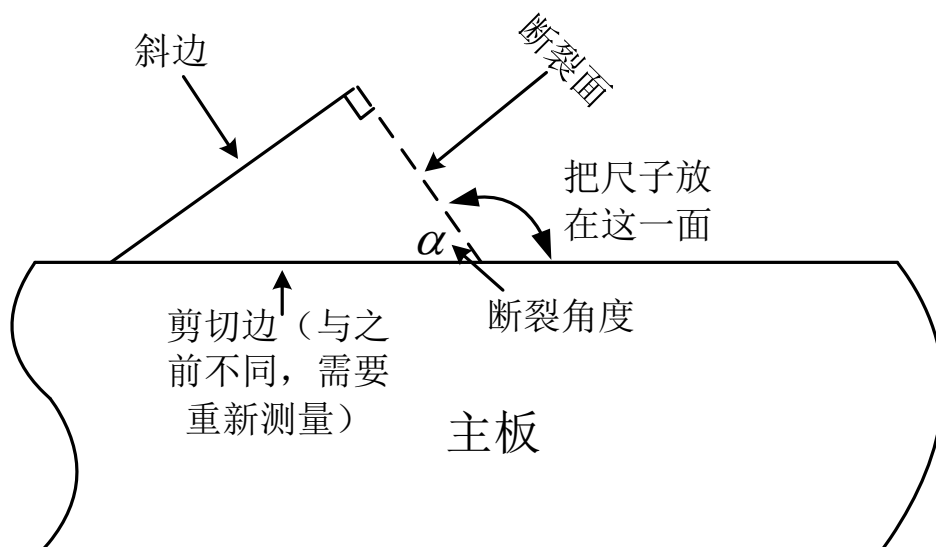 斜边
断裂面
把尺子放
在这一面
α
断裂角度
剪切边（与之
前不同，需要
重新测量）
主板